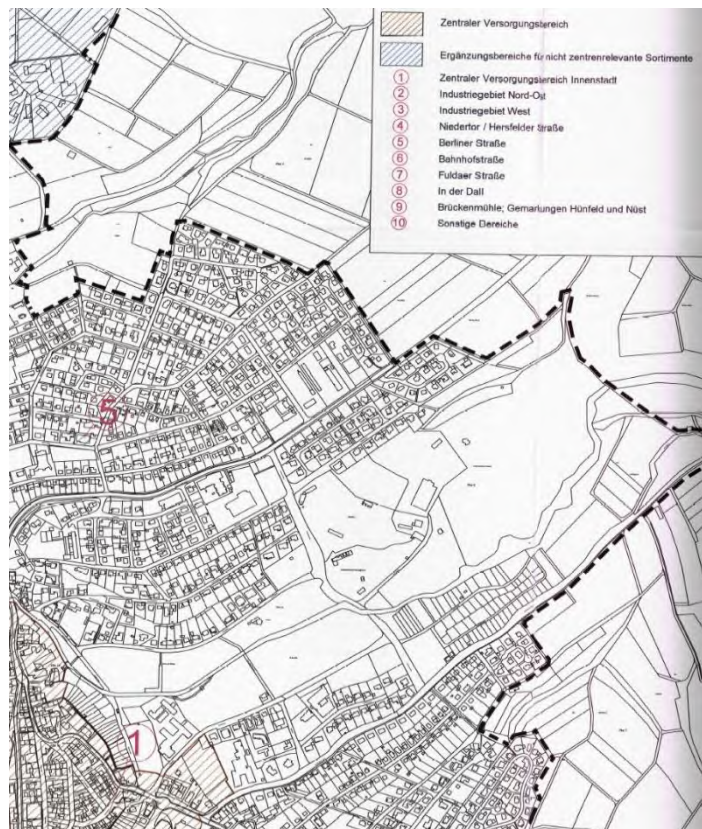 Zentraler Versorgungsbereich
Ergänzungsbereiche für nicht zentrenrelevante Sortimente
1 Zentraler Versorgungsbereich Innenstadt
2 Industriegebiet Nord-Ost
3 Industriegebiet West
4 Niedertor / Hersfelder Straße
5 Berliner Straße
6 Bahnhofstraße
7 Fuldaer Straße
8 In der Dall
9 Brückenmühle; Gemarkungen Hünfeld und Nüst
10 Sonstige Bereiche
5
1